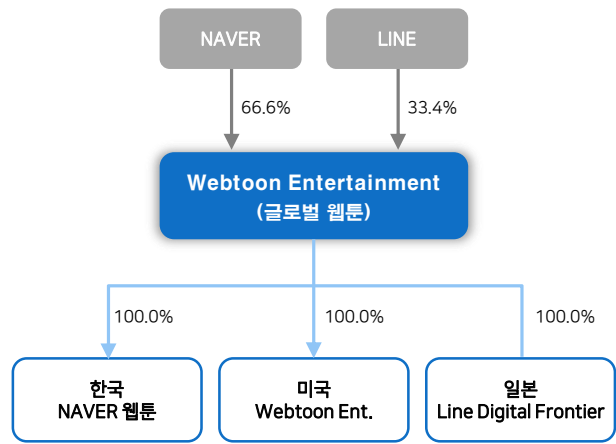 NAVER
LINE
66.6%
33.4%
Webtoon Entertainment
(글로벌 웹툰)
100.0%
100.0%
100.0%
한국
NAVER 웹툰
미국
Webtoon Ent.
일본
Line Digital Frontier